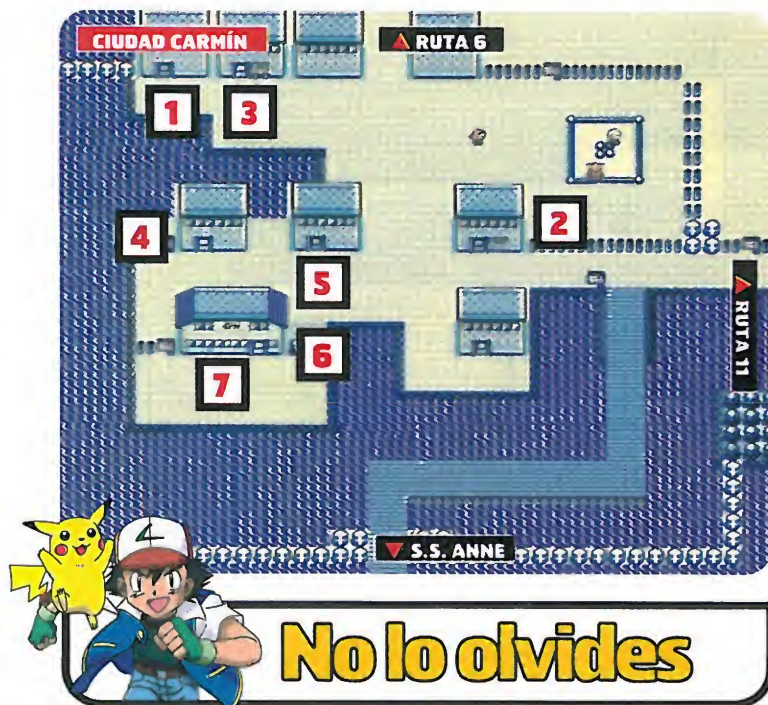 CIUDAD CARMÍN
RUTA 6
1
3
4
2
5
RUTA 11
6
7
S.S. ANNE
No lo olvides